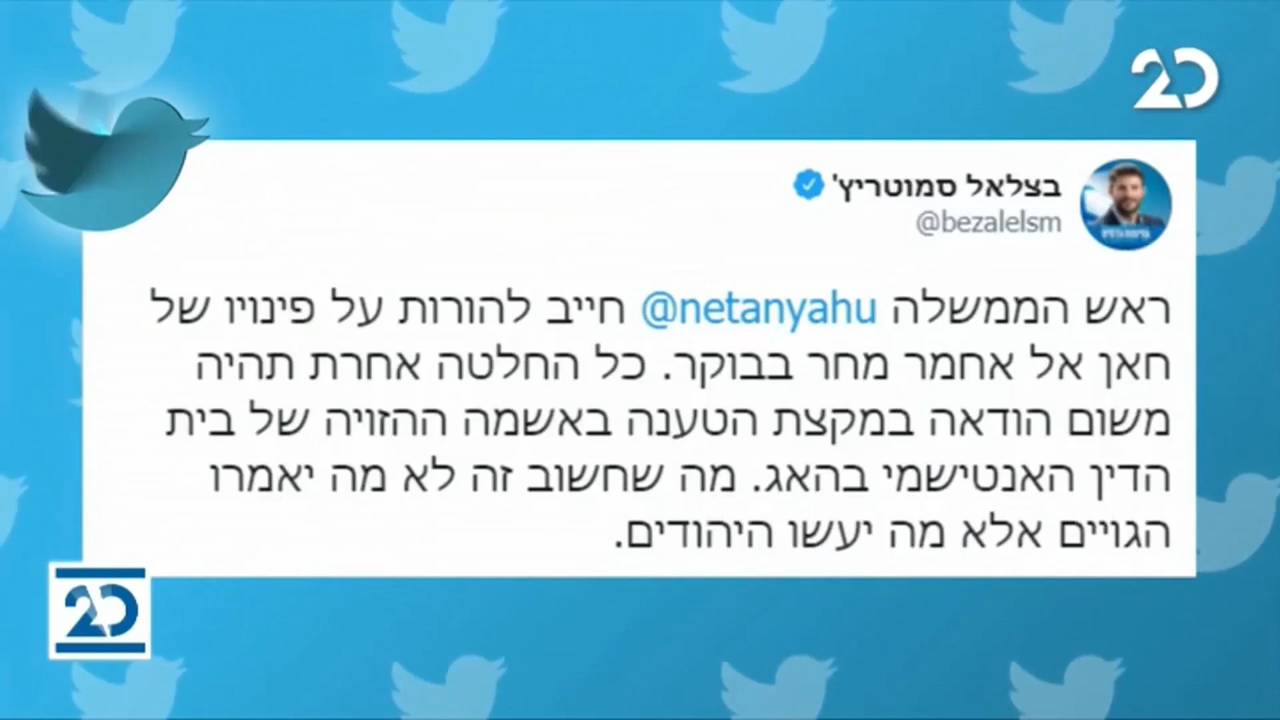 20
בצלאל סמוטריץ'
@bezalelsm
ראש הממשלה @netanyahu חייב להורות על פינויו של
חאן אל אחמר מחר בבוקר. כל החלטה אחרת תהיה
משום הודאה במקצת הטענה באשמה ההזויה של בית
הדין האנטישמי בהאג. מה שחשוב זה לא מה יאמרו
הגויים אלא מה יעשו היהודים.
20